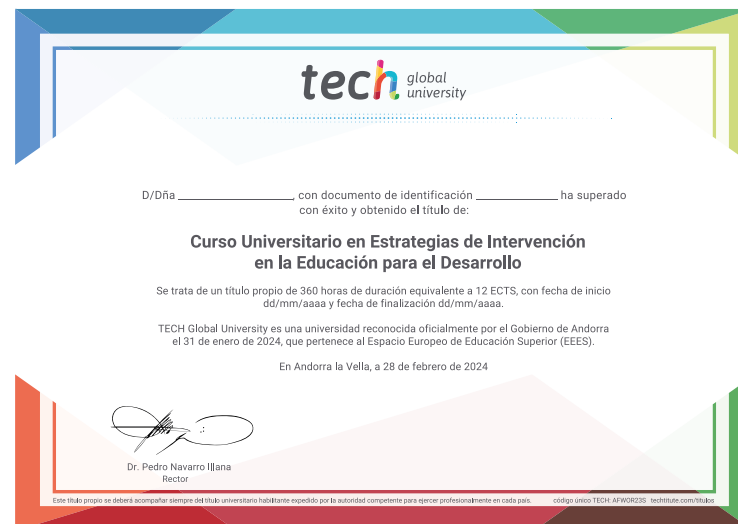 tech global university
D/Dña ____________________, con documento de identificación ______________ ha superado
con éxito y obtenido el título de:
Curso Universitario en Estrategias de Intervención
en la Educación para el Desarrollo
Se trata de un título propio de 360 horas de duración equivalente a 12 ECTS, con fecha de inicio
dd/mm/aaaa y fecha de finalización dd/mm/aaaa.
TECH Global University es una universidad reconocida oficialmente por el Gobierno de Andorra
el 31 de enero de 2024, que pertenece al Espacio Europeo de Educación Superior (EEES).
En Andorra la Vella, a 28 de febrero de 2024
Dr. Pedro Navarro Illana
Rector
Este título propio se deberá acompañar siempre del título universitario habilitante expedido por la autoridad competente para ejercer profesionalmente en cada país. código único TECH: AFWOR23S techtitute.com/titulos